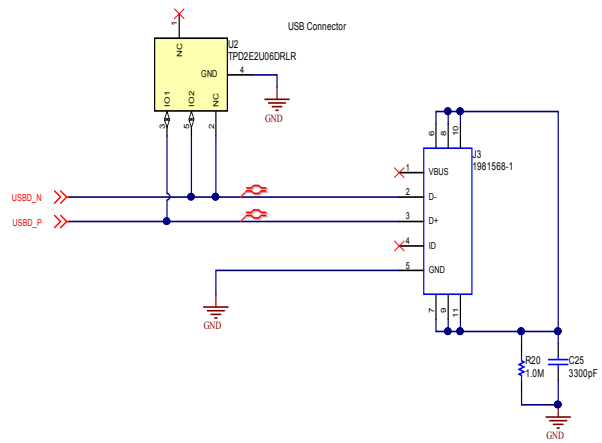 USB Connector
1
NC
U2
TPD2E2U06DRLR
GND
4
IO1
IO2
NC
3
5
2
GND
6
8
10
J3
1981568-1
1
VBUS
USBD_N
2
D-
USBD_P
3
D+
4
ID
5
GND
GND
7
9
11
R20
1.0M
C25
3300pF
GND